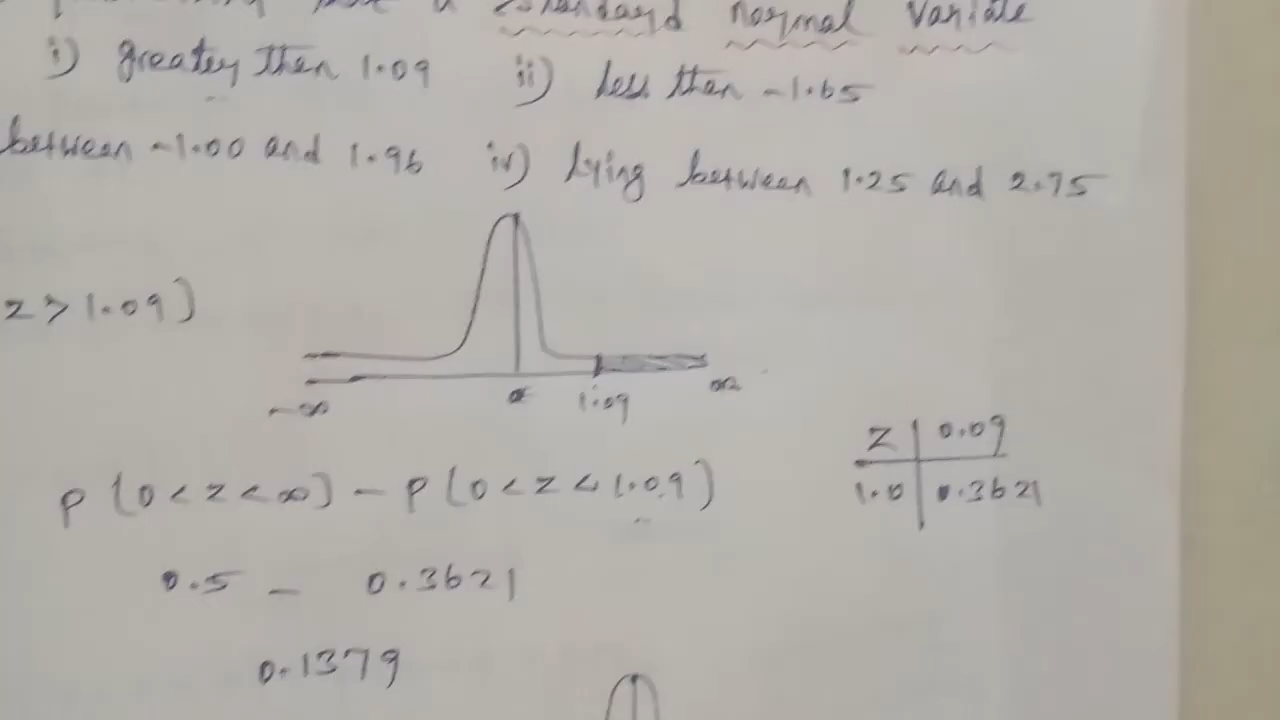 a standard normal variate
i) greater then 1.09 ii) less then -1.65
between -1.00 and 1.96 iv) lying between 1.25 and 2.75
z > 1.09)
-∞ 0 1.09 ∞
z 0.09
1.0 0.3621
P(0 < z < ∞) - P(0 < z < 1.09)
0.5 - 0.3621
0.1379